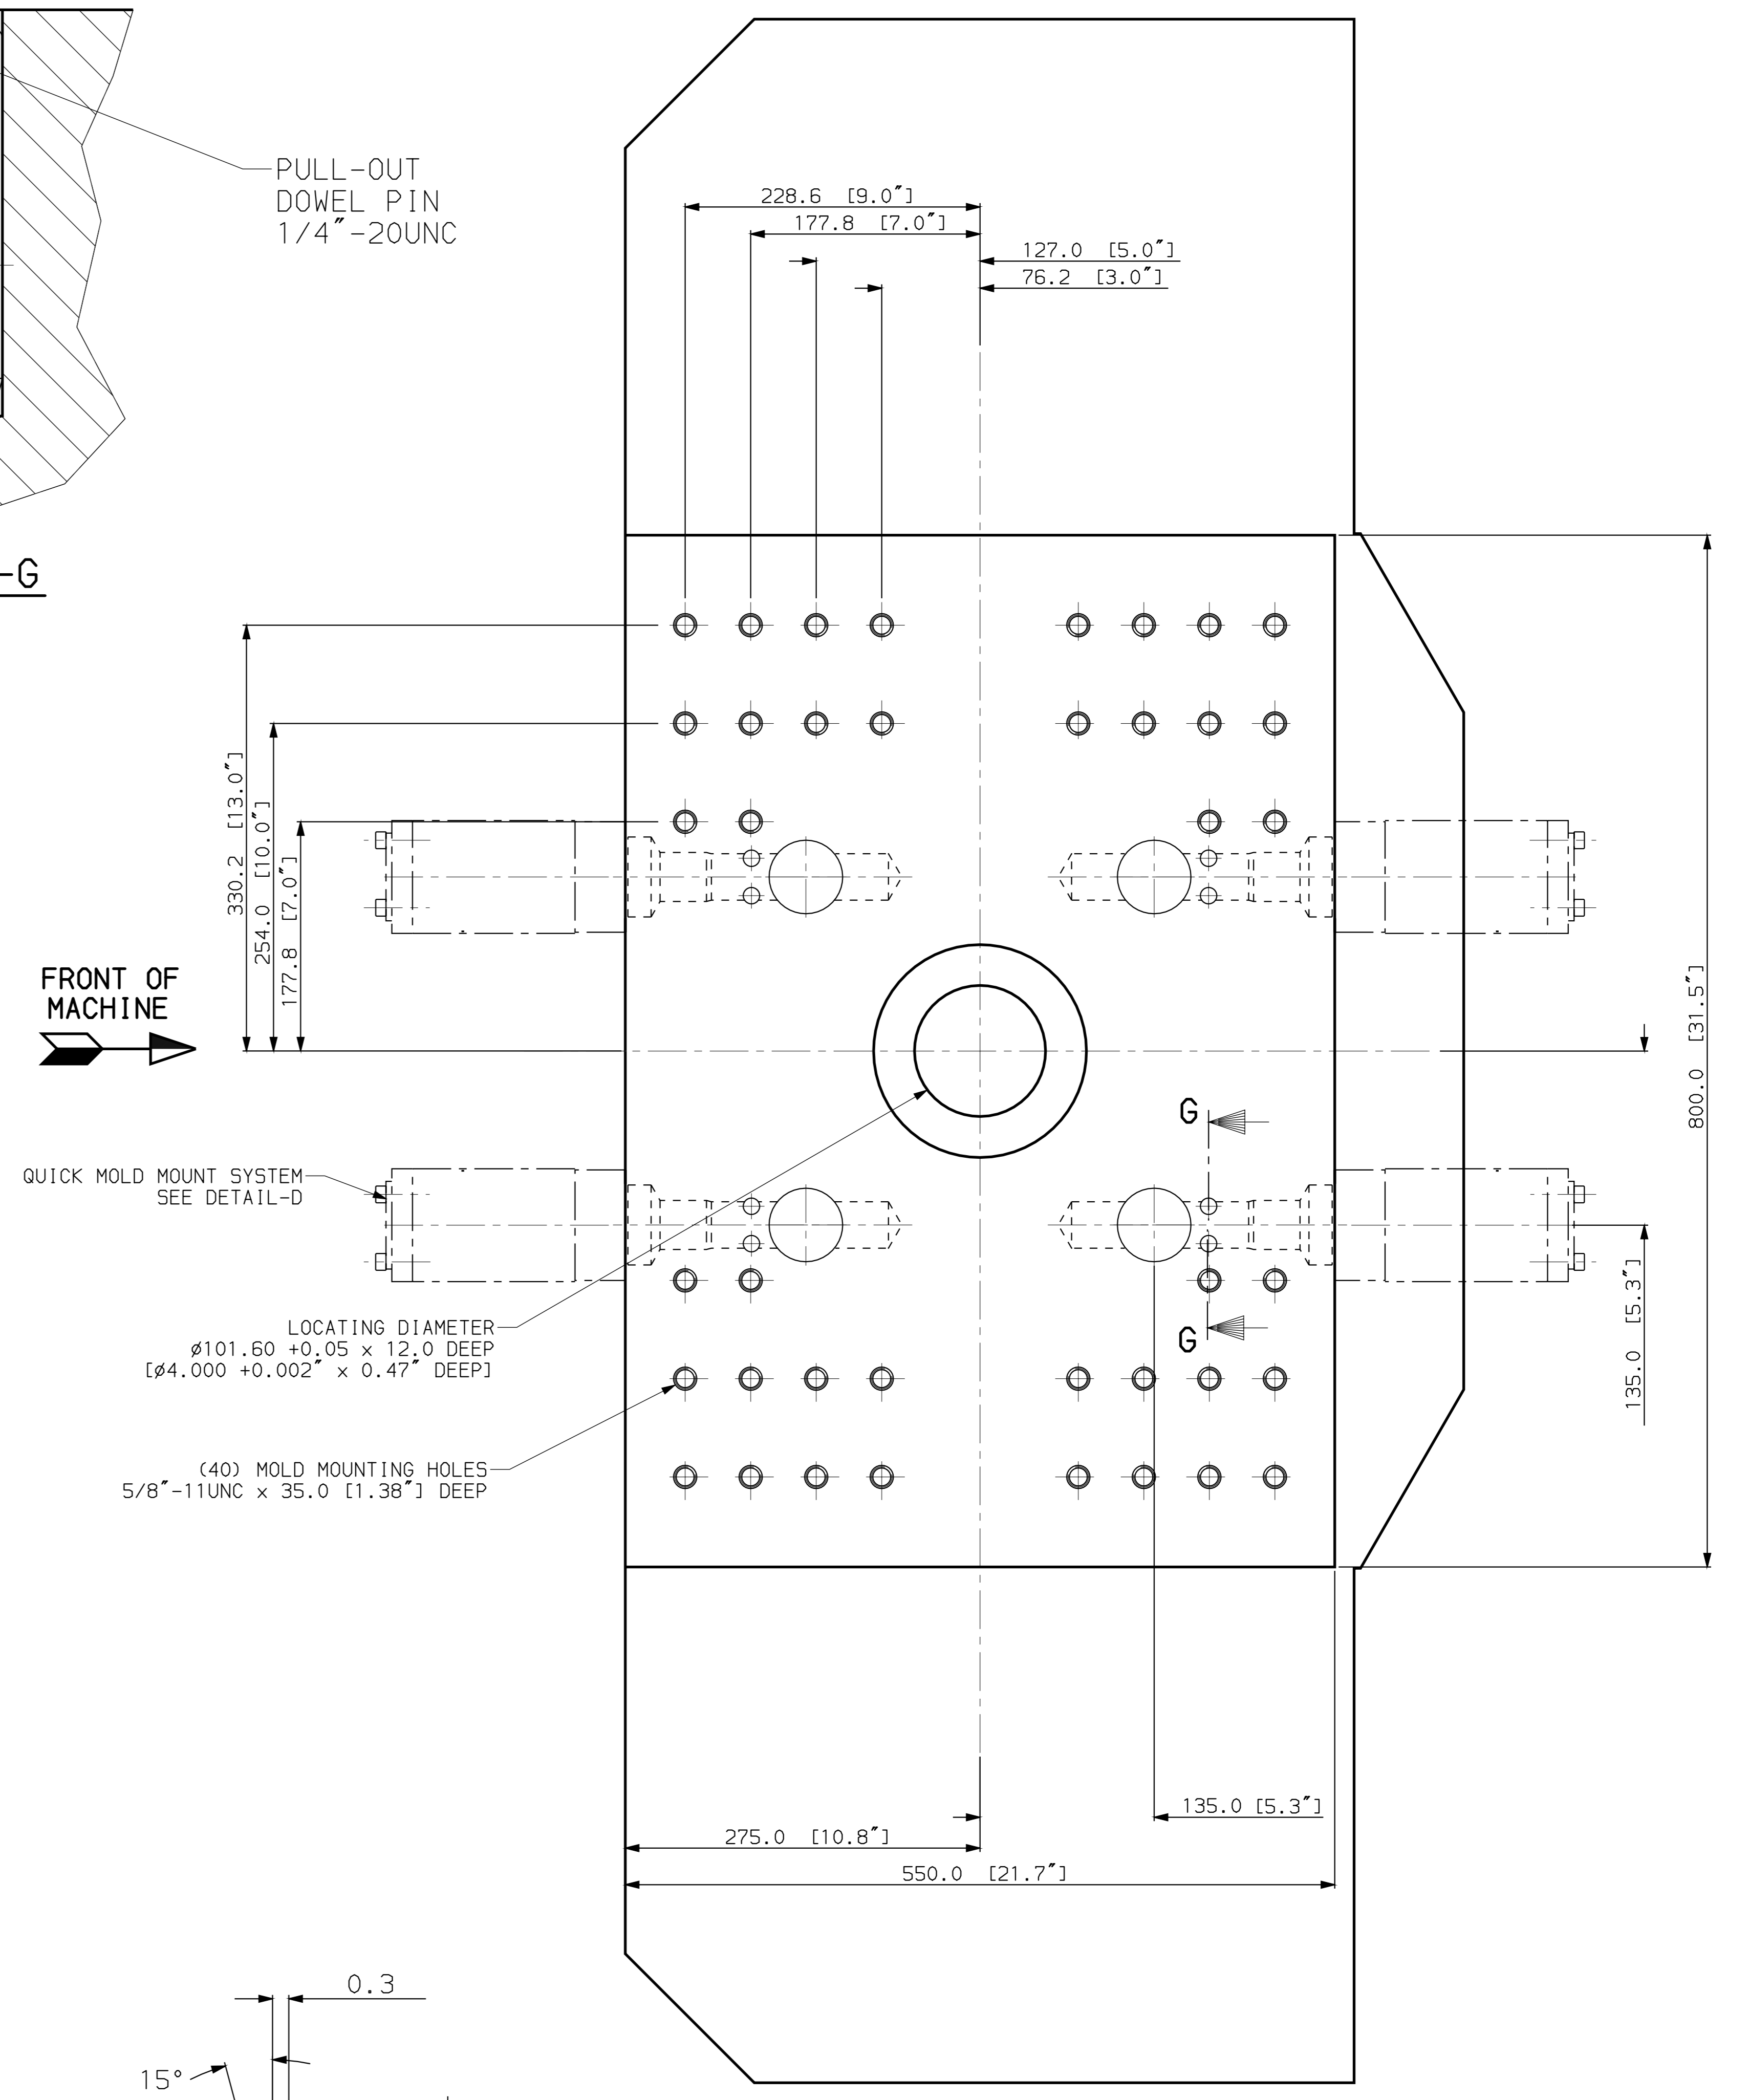 PULL-OUT
DOWEL PIN
1/4"-20UNC
228.6 [9.0"]
177.8 [7.0"]
127.0 [5.0"]
76.2 [3.0"]
-G
330.2 [13.0"]
254.0 [10.0"]
177.8 [7.0"]
FRONT OF
MACHINE
800.0 [31.5"]
G
QUICK MOLD MOUNT SYSTEM
SEE DETAIL-D
135.0 [5.3"]
G
LOCATING DIAMETER
ø101.60 +0.05 x 12.0 DEEP
[ø4.000 +0.002" x 0.47" DEEP]
(40) MOLD MOUNTING HOLES
5/8"-11UNC x 35.0 [1.38"] DEEP
135.0 [5.3"]
275.0 [10.8"]
550.0 [21.7"]
0.3
15°